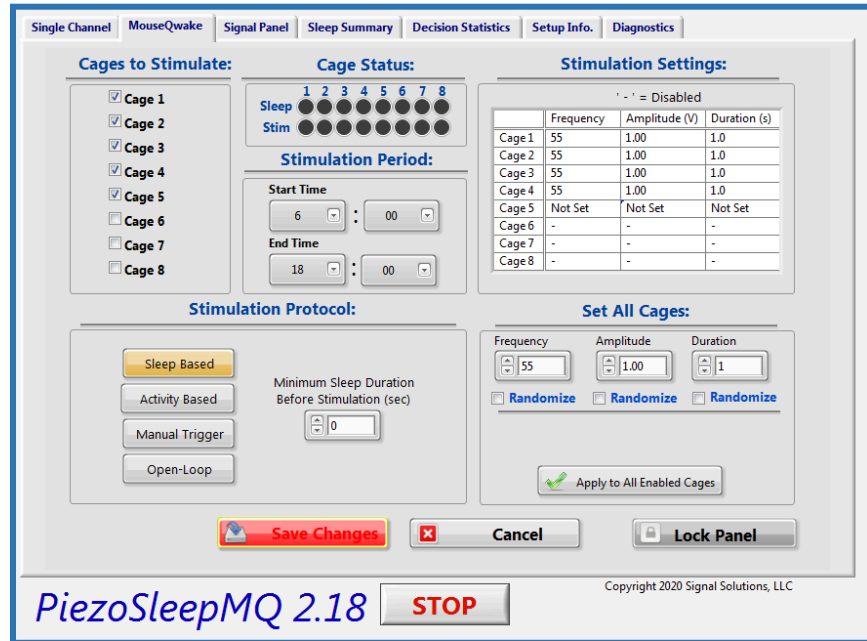 Single Channel MouseQwake Signal Panel Sleep Summary Decision Statistics Setup Info. Diagnostics
Cages to Stimulate:
Cage 1
Cage 2
Cage 3
Cage 4
Cage 5
Cage 6
Cage 7
Cage 8
Cage Status:
1 2 3 4 5 6 7 8
Sleep
Stim
Stimulation Period:
Start Time
6 : 00
End Time
18 : 00
Stimulation Settings:
' - ' = Disabled
Frequency Amplitude (V) Duration (s)
Cage 1 55 1.00 1.0
Cage 2 55 1.00 1.0
Cage 3 55 1.00 1.0
Cage 4 55 1.00 1.0
Cage 5 Not Set Not Set Not Set
Cage 6 - - -
Cage 7 - - -
Cage 8 - - -
Stimulation Protocol:
Sleep Based
Activity Based
Manual Trigger
Open-Loop
Minimum Sleep Duration
Before Stimulation (sec)
0
Set All Cages:
Frequency Amplitude Duration
55 1.00 1
Randomize Randomize Randomize
Apply to All Enabled Cages
Save Changes Cancel Lock Panel
PiezoSleepMQ 2.18 STOP
Copyright 2020 Signal Solutions, LLC